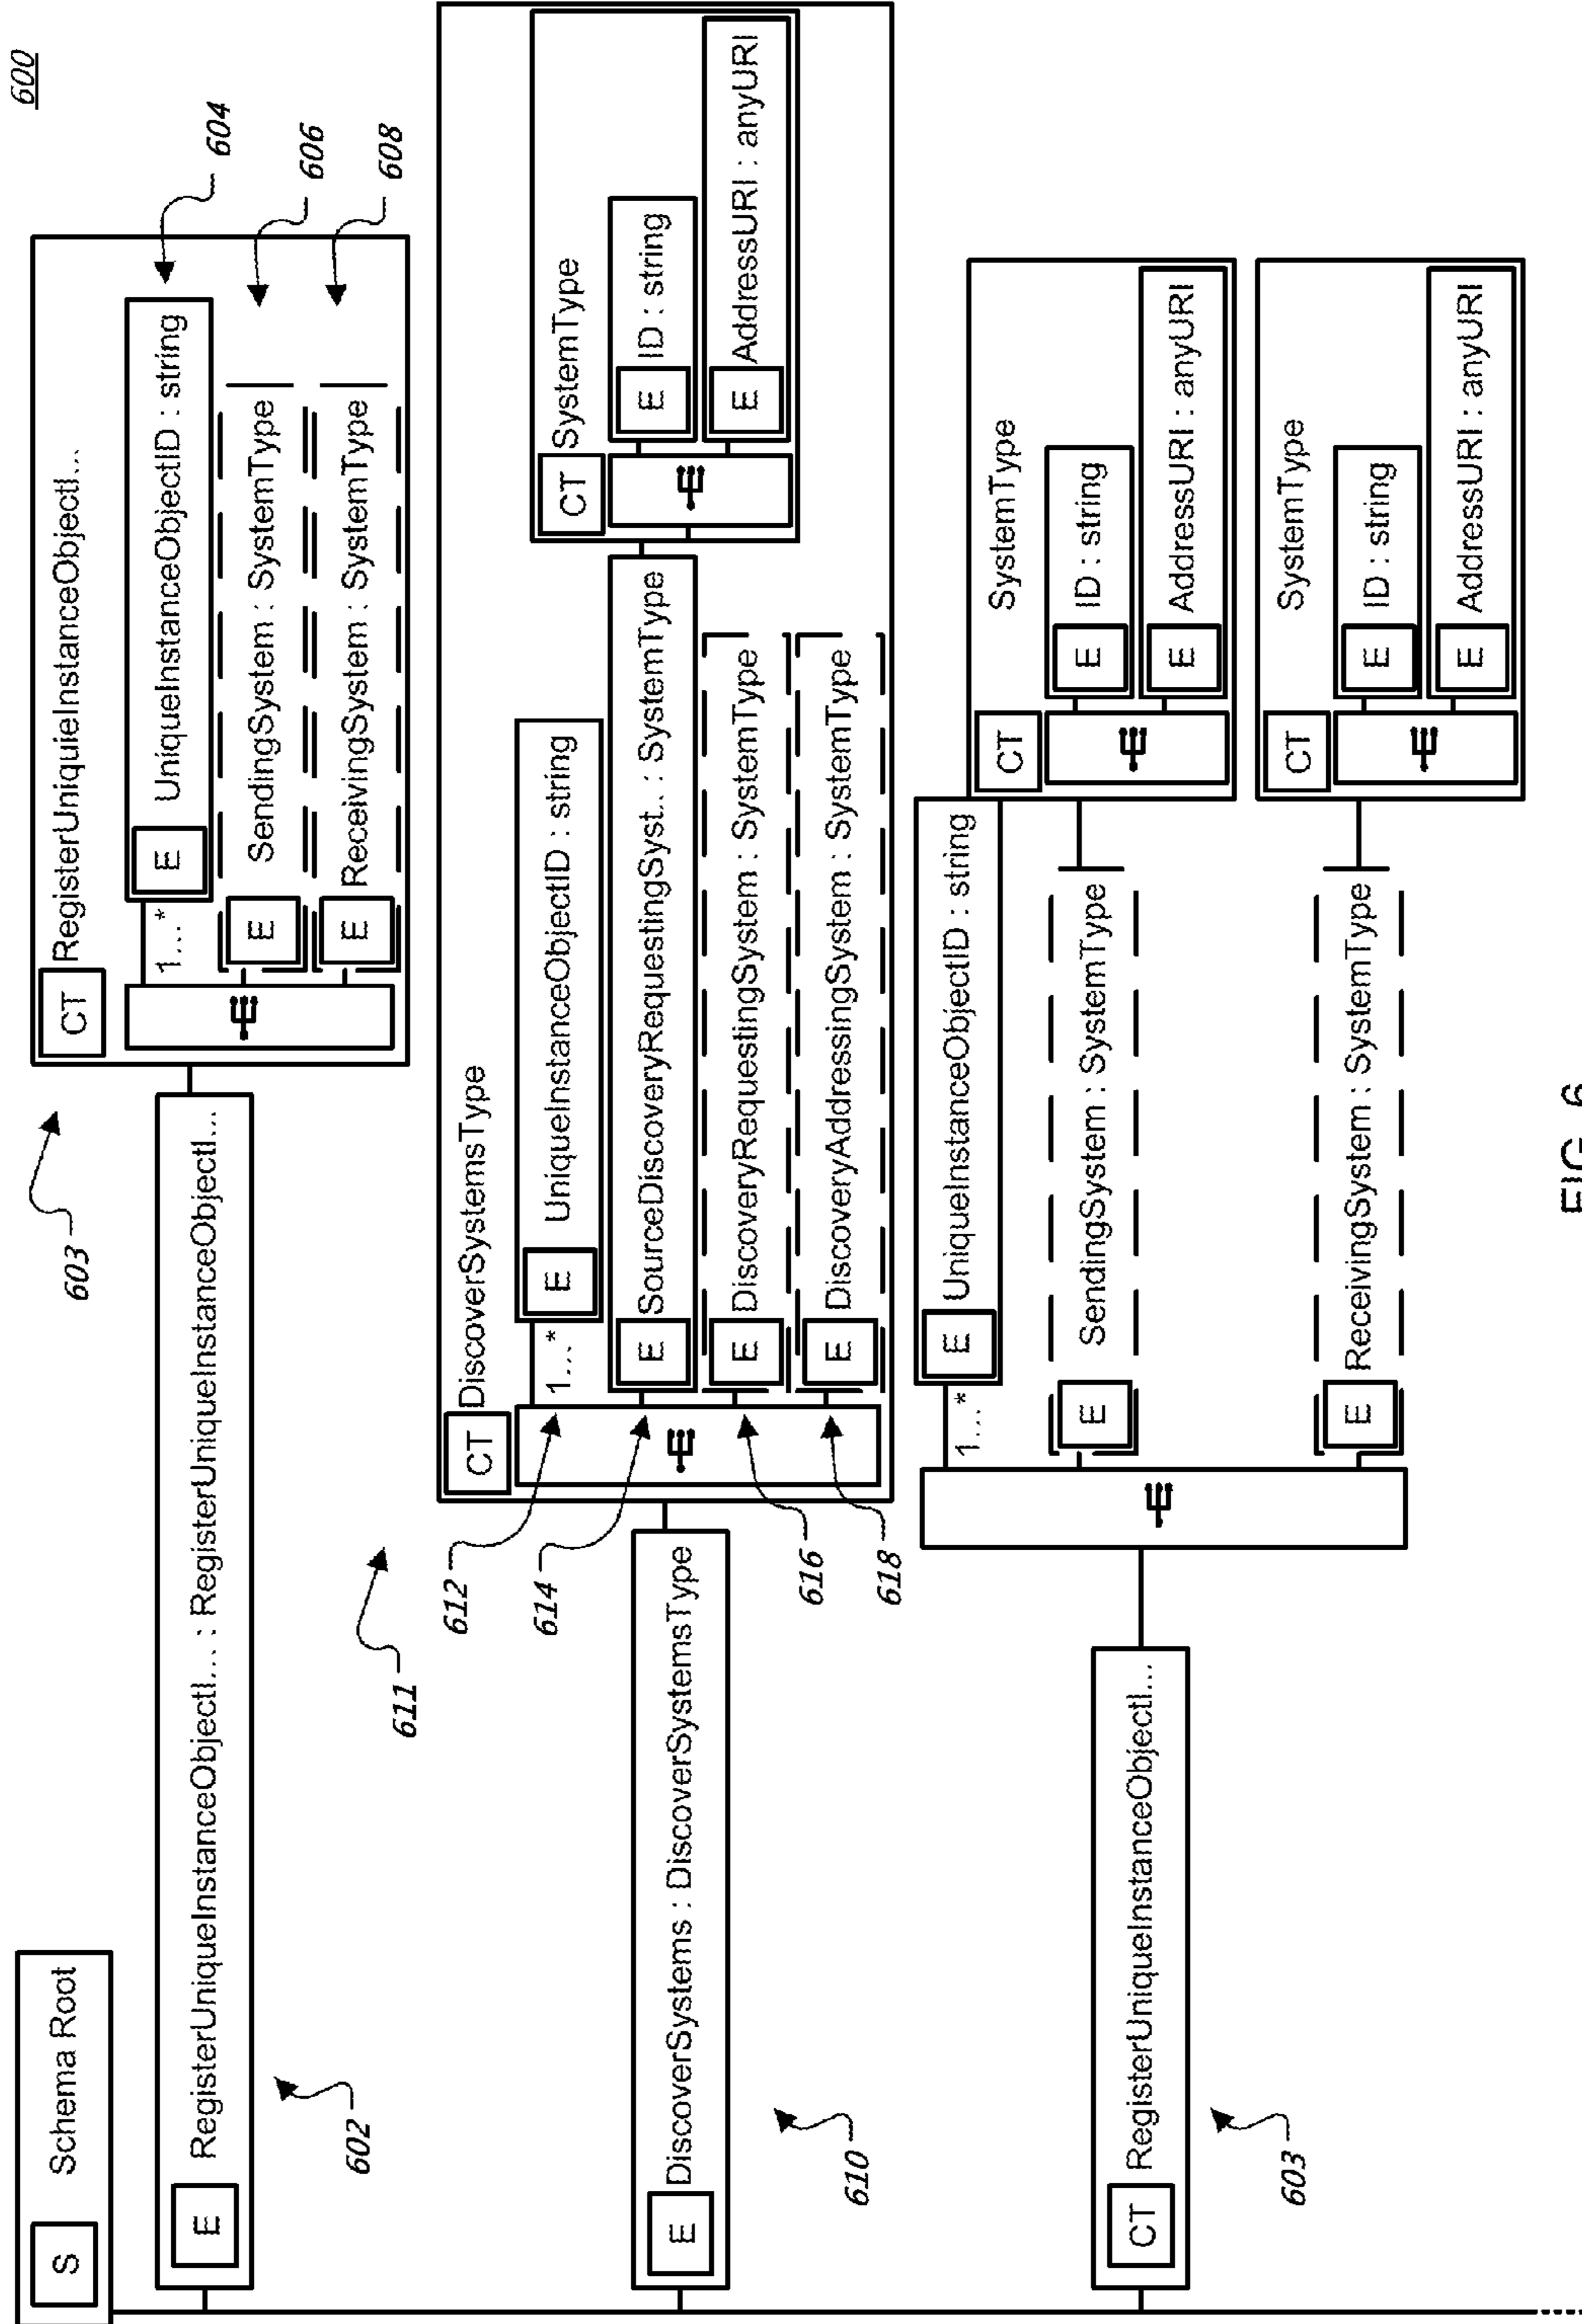 600
S Schema Root
E RegisterUniqueInstanceObjectI... : RegisterUniqueInstanceObjectI...
602
603
CT RegisterUniquieInstanceObjectI...
1...*
E UniqueInstanceObjectID : string
604
E SendingSystem : SystemType
606
E ReceivingSystem : SystemType
608
E DiscoverSystems : DiscoverSystemsType
610
611
CT DiscoverSystemsType
612
1...*
E UniqueInstanceObjectID : string
614
E SourceDiscoveryRequestingSyst.. : SystemType
616
E DiscoveryRequestingSystem : SystemType
618
E DiscoveryAddressingSystem : SystemType
CT SystemType
E ID : string
E AddressURI : anyURI
CT RegisterUniqueInstanceObjectI...
603
1...*
E UniqueInstanceObjectID : string
E SendingSystem : SystemType
CT SystemType
E ID : string
E AddressURI : anyURI
E ReceivingSystem : SystemType
CT SystemType
E ID : string
E AddressURI : anyURI
FIG. 6